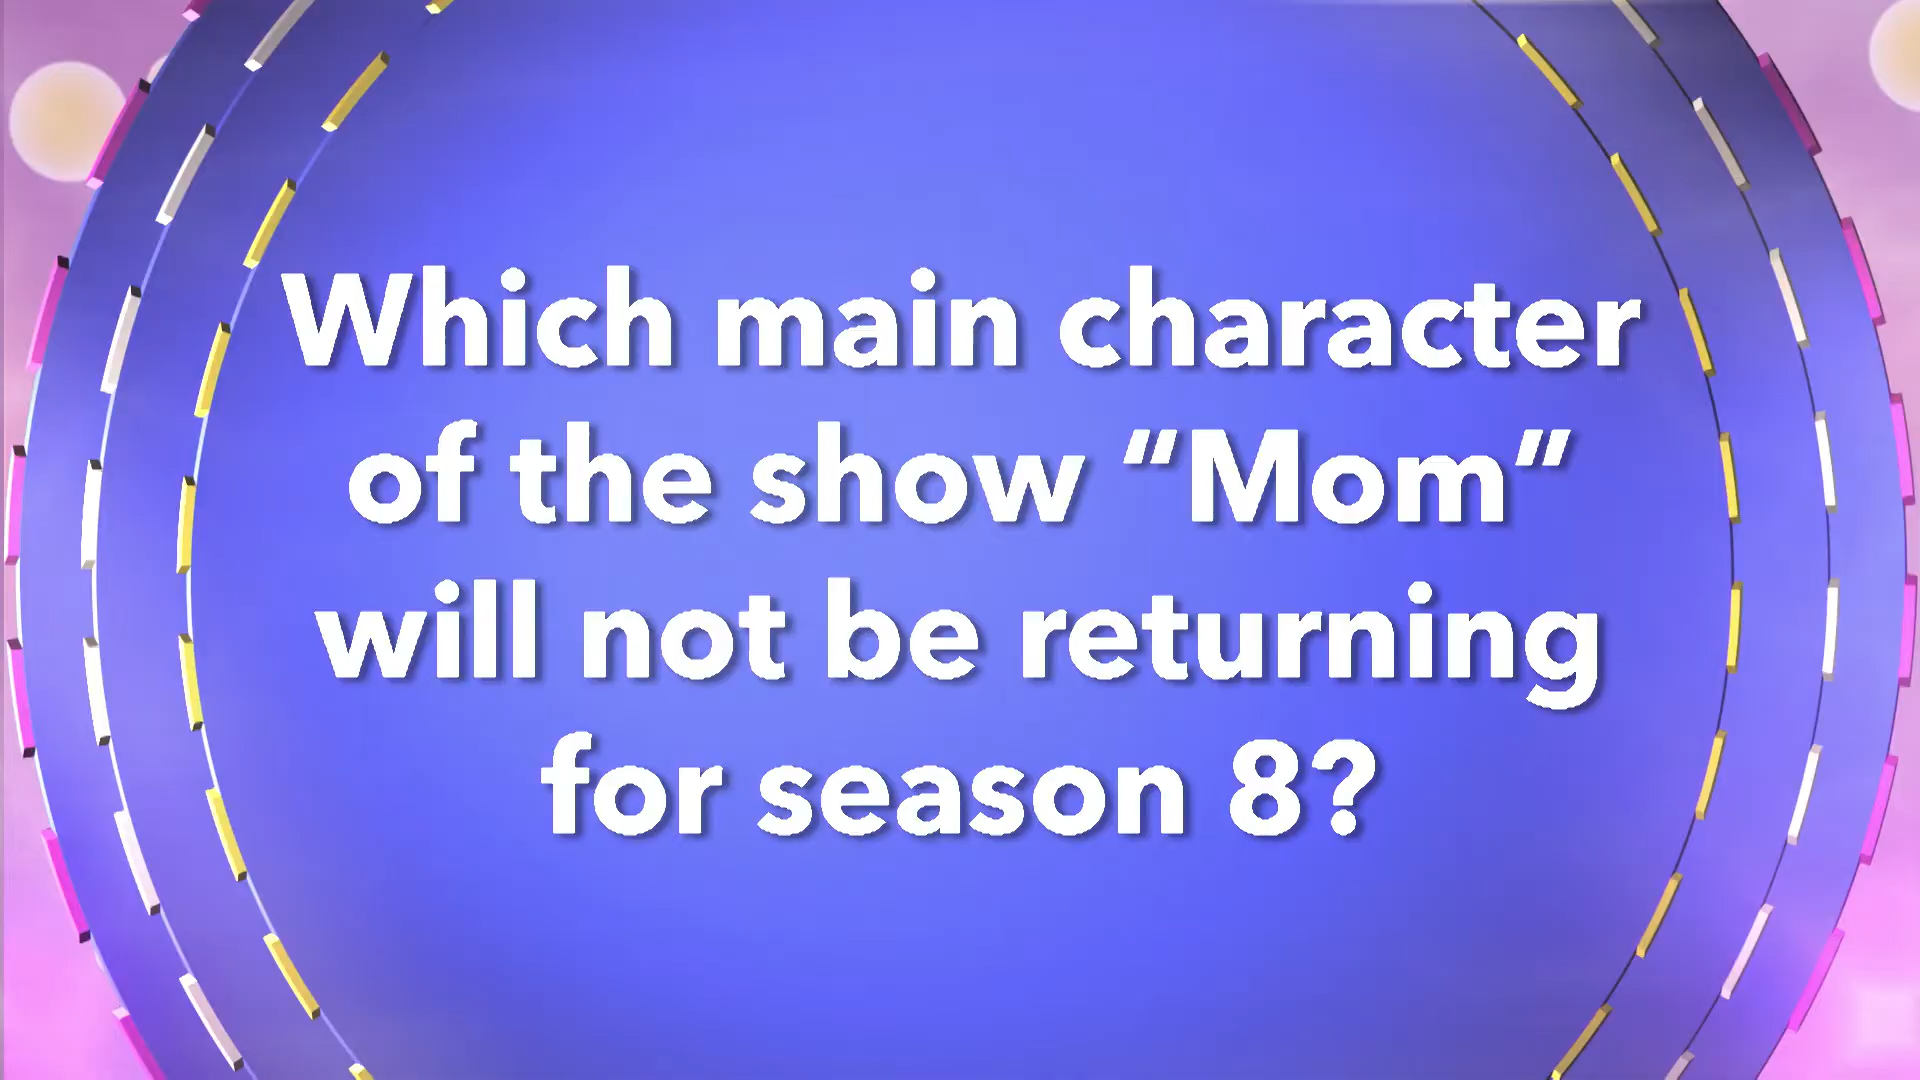 Which main character
of the show “Mom”
will not be returning
for season 8?